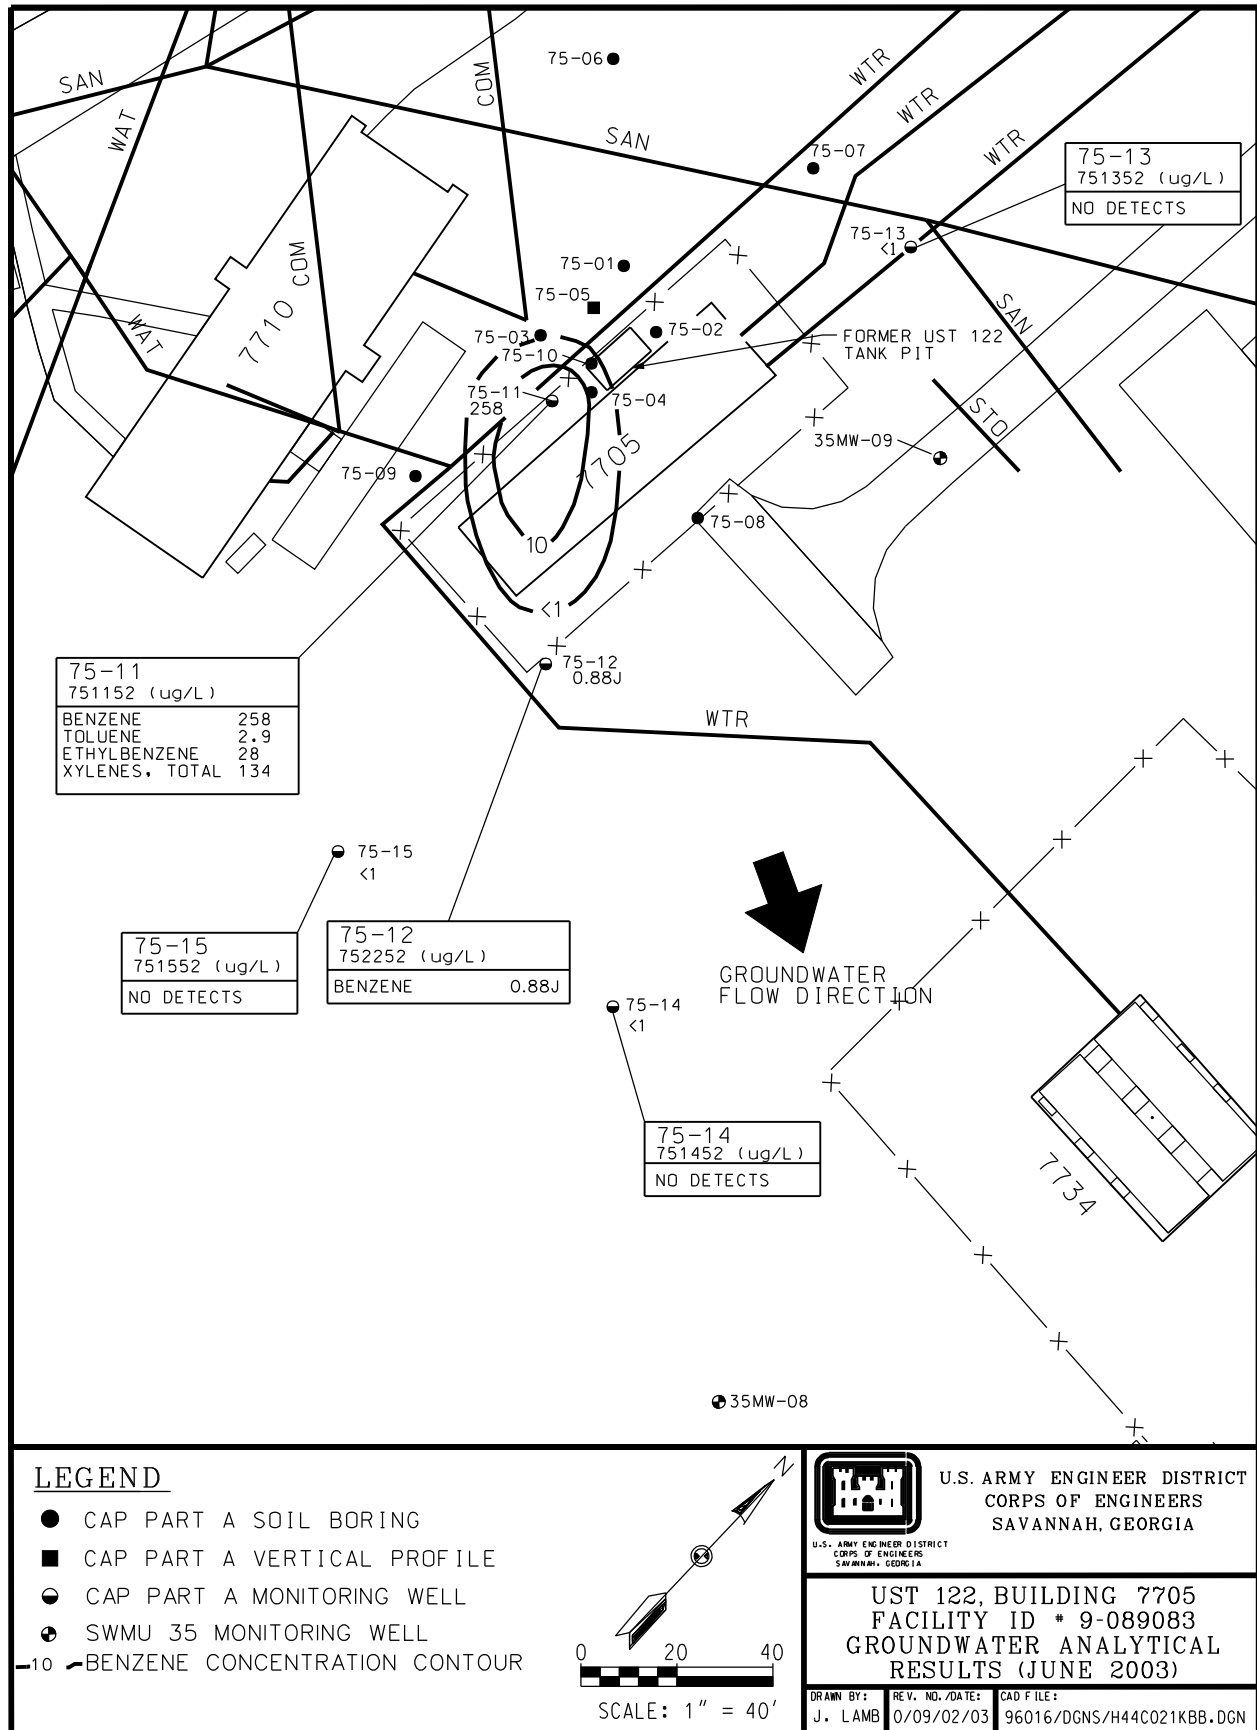 75-06
SAN
WAT
COM
SAN
WTR
WTR
WTR
75-07
75-13
751352 (ug/L)
NO DETECTS
75-13
<1
75-01
75-05
COM
7710
WAT
75-03
75-02
75-10
SAN
FORMER UST 122
TANK PIT
75-11
258
75-04
STO
35MW-09
7705
75-09
75-08
10
<1
75-12
0.88J
75-11
751152 (ug/L)
BENZENE 258
TOLUENE 2.9
ETHYLBENZENE 28
XYLENES, TOTAL 134
WTR
75-15
<1
75-15
751552 (ug/L)
NO DETECTS
75-12
752252 (ug/L)
BENZENE 0.88J
GROUNDWATER
FLOW DIRECTION
75-14
<1
75-14
751452 (ug/L)
NO DETECTS
7734
35MW-08
LEGEND
CAP PART A SOIL BORING
CAP PART A VERTICAL PROFILE
CAP PART A MONITORING WELL
SWMU 35 MONITORING WELL
10 BENZENE CONCENTRATION CONTOUR
N
0 20 40
SCALE: 1" = 40'
U.S. ARMY ENGINEER DISTRICT
CORPS OF ENGINEERS
SAVANNAH, GEORGIA
U.S. ARMY ENGINEER DISTRICT
CORPS OF ENGINEERS
SAVANNAH, GEORGIA
UST 122, BUILDING 7705
FACILITY ID # 9-089083
GROUNDWATER ANALYTICAL
RESULTS (JUNE 2003)
DRAWN BY:
J. LAMB
REV. NO./DATE:
0/09/02/03
CAD FILE:
96016/DGNS/H44C021KBB.DGN